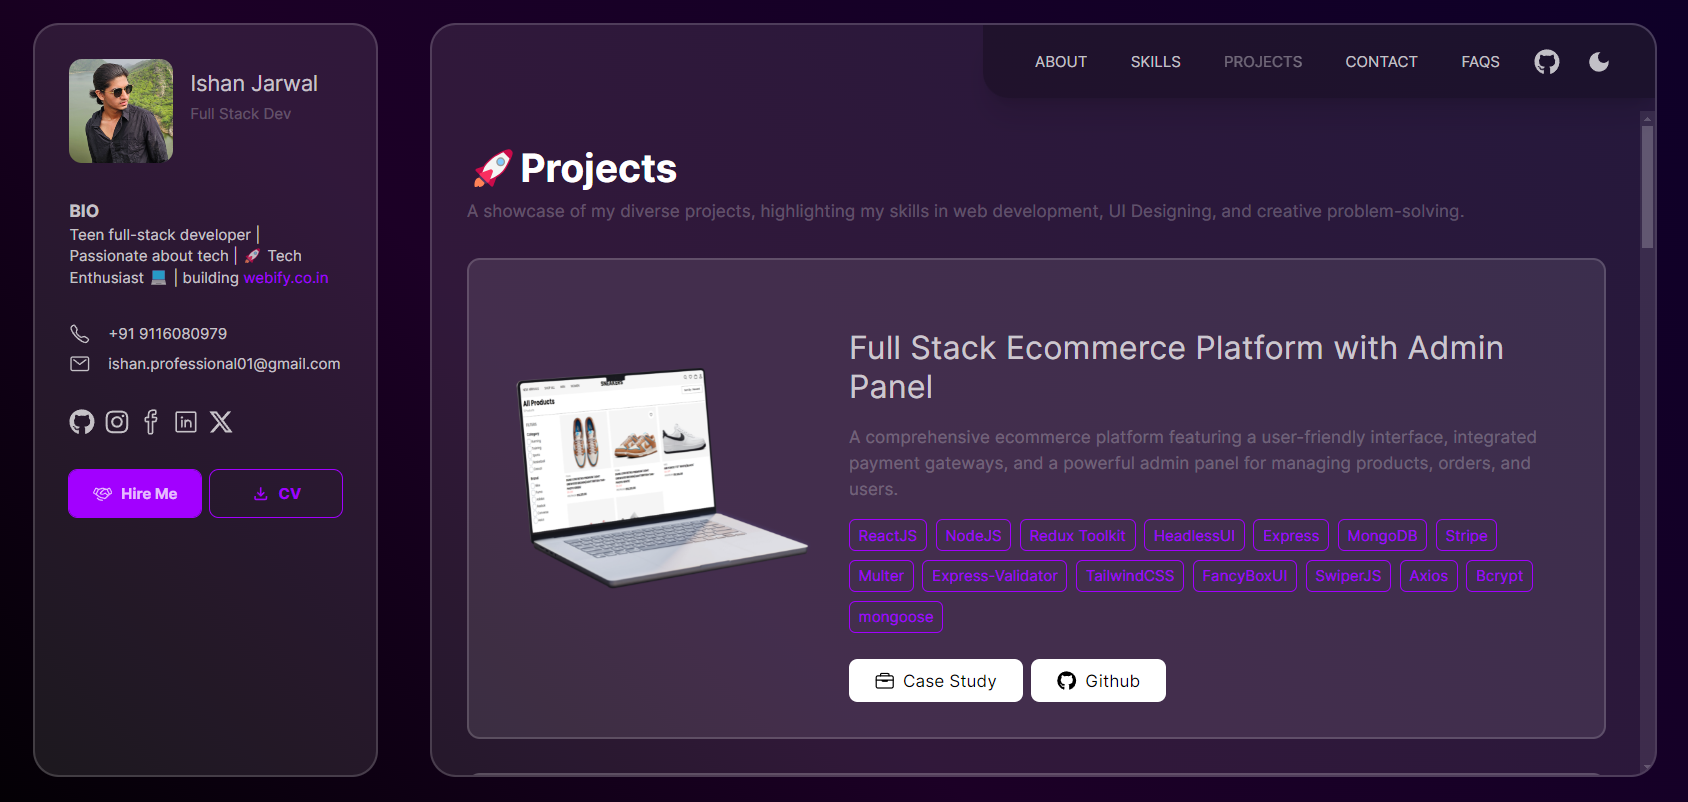 Ishan Jarwal
Full Stack Dev
BIO
Teen full-stack developer |
Passionate about tech | 🚀 Tech
Enthusiast 💻 | building webify.co.in
+91 9116080979
ishan.professional01@gmail.com
Hire Me
CV
ABOUT SKILLS PROJECTS CONTACT FAQS
🚀 Projects
A showcase of my diverse projects, highlighting my skills in web development, UI Designing, and creative problem-solving.
All Products
Full Stack Ecommerce Platform with Admin
Panel
A comprehensive ecommerce platform featuring a user-friendly interface, integrated
payment gateways, and a powerful admin panel for managing products, orders, and
users.
ReactJS NodeJS Redux Toolkit HeadlessUI Express MongoDB Stripe
Multer Express-Validator TailwindCSS FancyBoxUI SwiperJS Axios Bcrypt
mongoose
Case Study Github